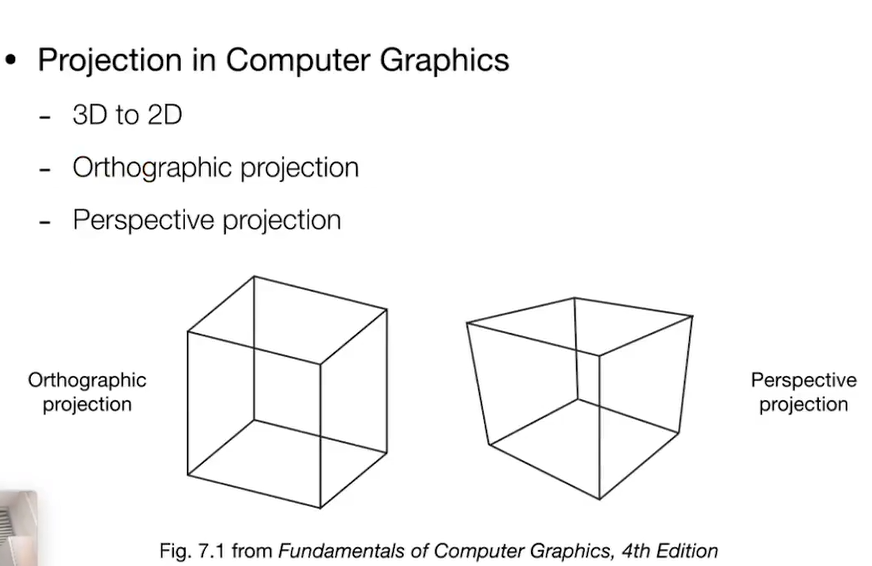 • Projection in Computer Graphics
- 3D to 2D
- Orthographic projection
- Perspective projection
Orthographic
projection
Perspective
projection
Fig. 7.1 from Fundamentals of Computer Graphics, 4th Edition